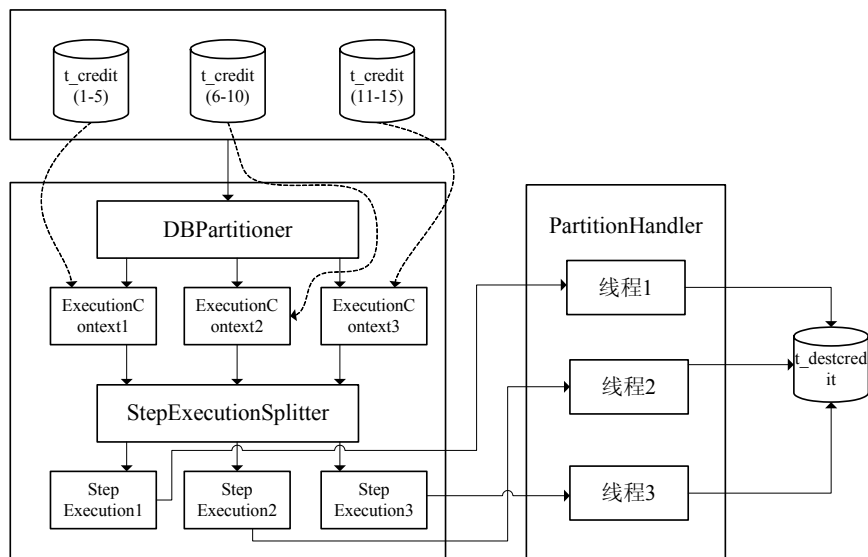 t_credit
(1-5)
t_credit
(6-10)
t_credit
(11-15)
DBPartitioner
PartitionHandler
ExecutionC
ontext1
ExecutionC
ontext2
ExecutionC
ontext3
线程1
线程2
线程3
t_destcred
it
StepExecutionSplitter
Step
Execution1
Step
Execution2
Step
Execution3